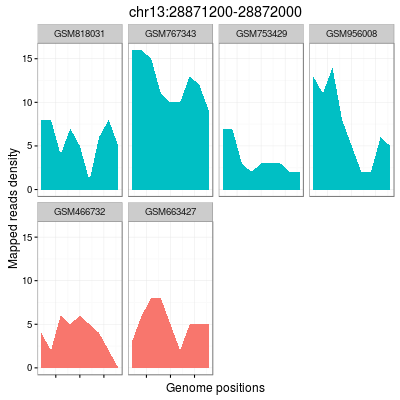 chr13:28871200-28872000
GSM818031 GSM767343 GSM753429 GSM956008
15
10
5
0
GSM466732 GSM663427
15
10
5
0
Mapped reads density
Genome positions